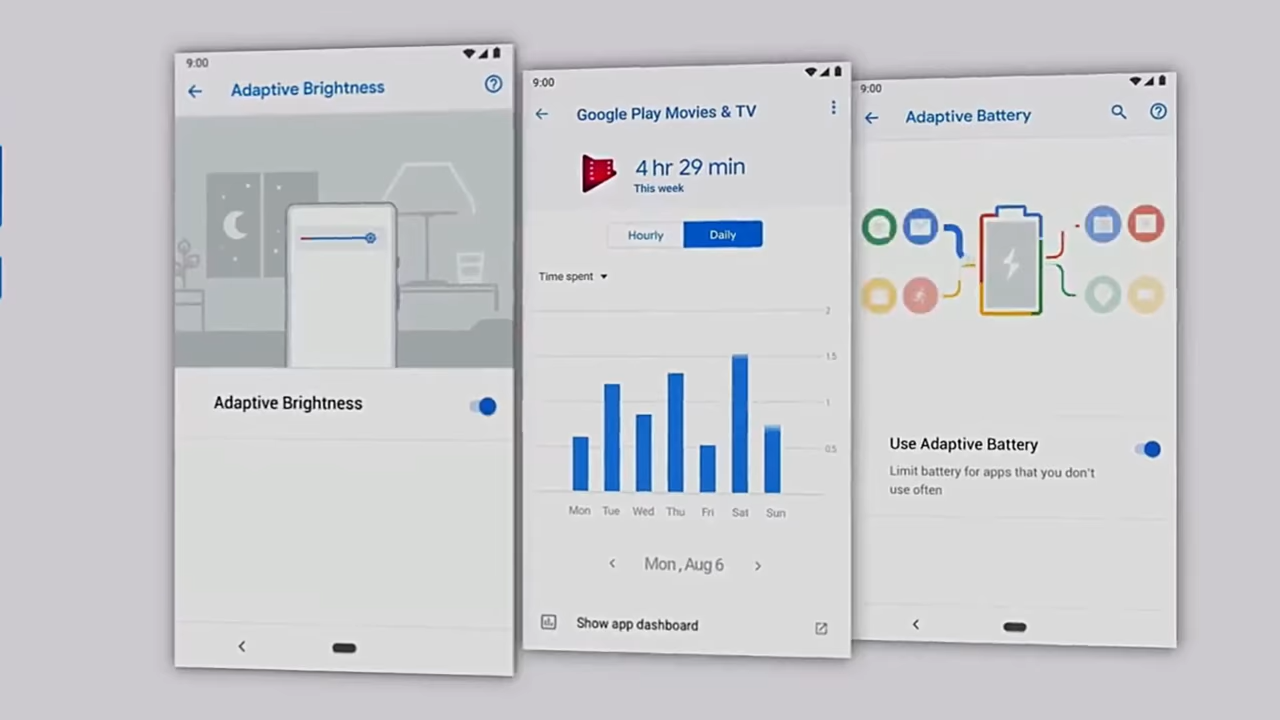 9:00
Adaptive Brightness
Adaptive Brightness
9:00
Google Play Movies & TV
4 hr 29 min
This week
Hourly
Daily
Time spent
2
1.5
1
0.5
Mon Tue Wed Thu Fri Sat Sun
Mon, Aug 6
Show app dashboard
9:00
Adaptive Battery
Use Adaptive Battery
Limit battery for apps that you don't
use often